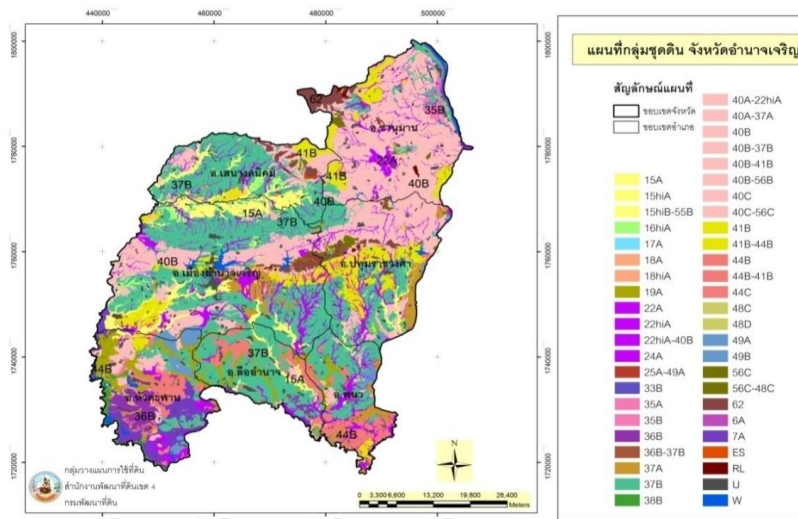 แผนที่กลุ่มชุดดิน จังหวัดอำนาจเจริญ
สัญลักษณ์แผนที่
ขอบเขตจังหวัด
ขอบเขตอำเภอ
15A
15hiA
15hiB-55B
16hiA
17A
18A
18hiA
19A
22A
22hiA
22hiA-40B
24A
25A-49A
33B
35A
35B
36B
36B-37B
37A
37B
38B
40A-22hiA
40A-37A
40B
40B-37B
40B-41B
40B-56B
40C
40C-56C
41B
41B-44B
44B
44B-41B
44C
48C
48D
49A
49B
56C
56C-48C
62
6A
7A
ES
RL
U
W
440000
460000
480000
500000
1800000
1780000
1760000
1740000
1720000
62
35B
อ.ชานุมาน
22A
41B
41B
อ.เสนางคนิคม
37B
40B
40B
15A
37B
40B
อ.เมืองอำนาจเจริญ
อ.ปทุมราชวงศา
37B
44B
15A
อ.ลืออำนาจ
อ.พนา
อ.หัวตะพาน
36B
44B
N
กลุ่มวางแผนการใช้ที่ดิน
สำนักงานพัฒนาที่ดินเขต 4
กรมพัฒนาที่ดิน
0 3,300 6,600 13,200 19,800 26,400
Meters